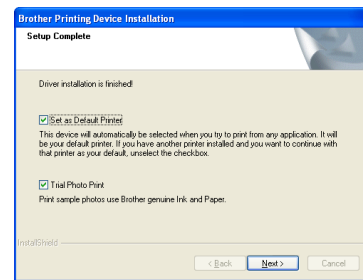 Brother Printing Device Installation
Setup Complete
Driver installation is finished!
Set as Default Printer
This device will automatically be selected when you try to print from any application. It will
be your default printer. If you have another printer installed and you want to continue with
that printer as your default, unselect the checkbox.
Trial Photo Print
Print sample photos use Brother genuine Ink and Paper.
InstallShield
< Back Next > Cancel